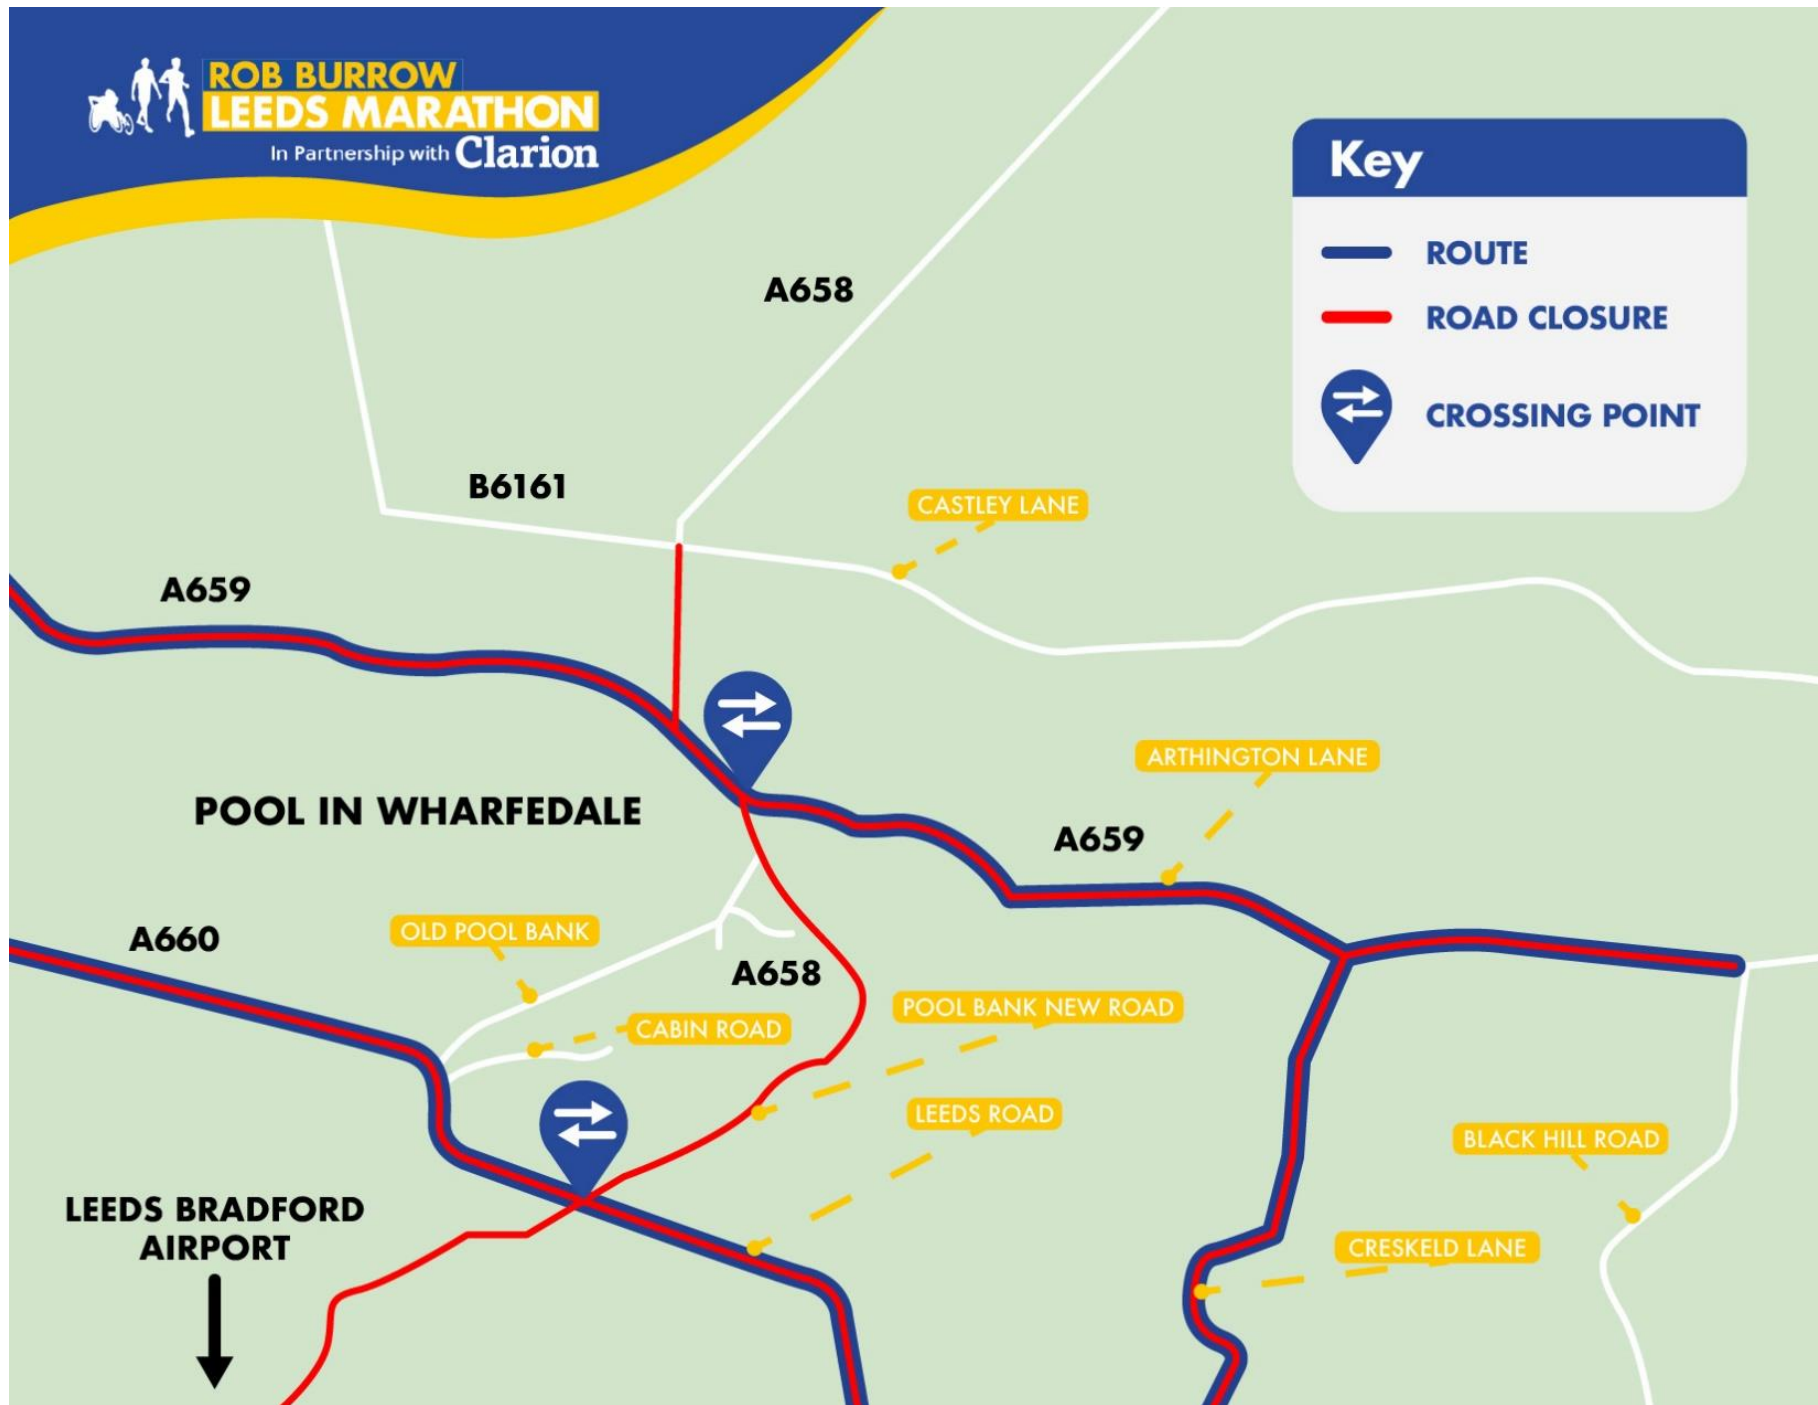 ROB BURROW
LEEDS MARATHON
In Partnership with Clarion
Key
ROUTE
ROAD CLOSURE
CROSSING POINT
A658
B6161
CASTLEY LANE
A659
ARTHINGTON LANE
POOL IN WHARFEDALE
A659
OLD POOL BANK
A660
A658
POOL BANK NEW ROAD
CABIN ROAD
LEEDS ROAD
BLACK HILL ROAD
LEEDS BRADFORD
AIRPORT
CRESKELD LANE